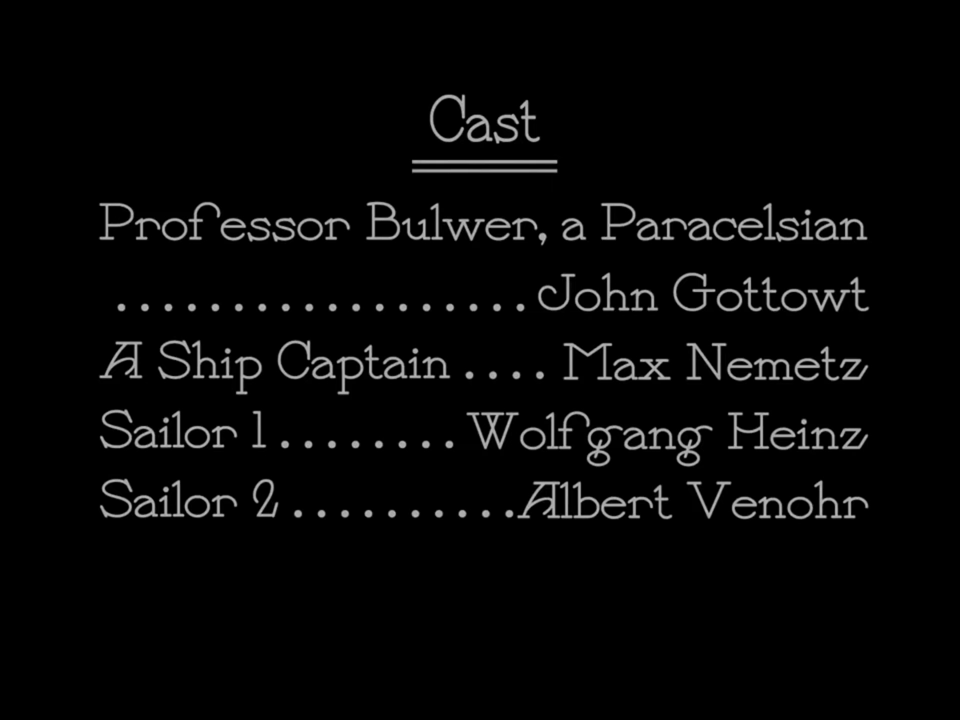 Cast
Professor Bulwer, a Paracelsian
. . . . . . . . . . . . . . . . . . John Gottowt
A Ship Captain . . . . Max Nemetz
Sailor 1 . . . . . . . . Wolfgang Heinz
Sailor 2 . . . . . . . . . . Albert Venohr